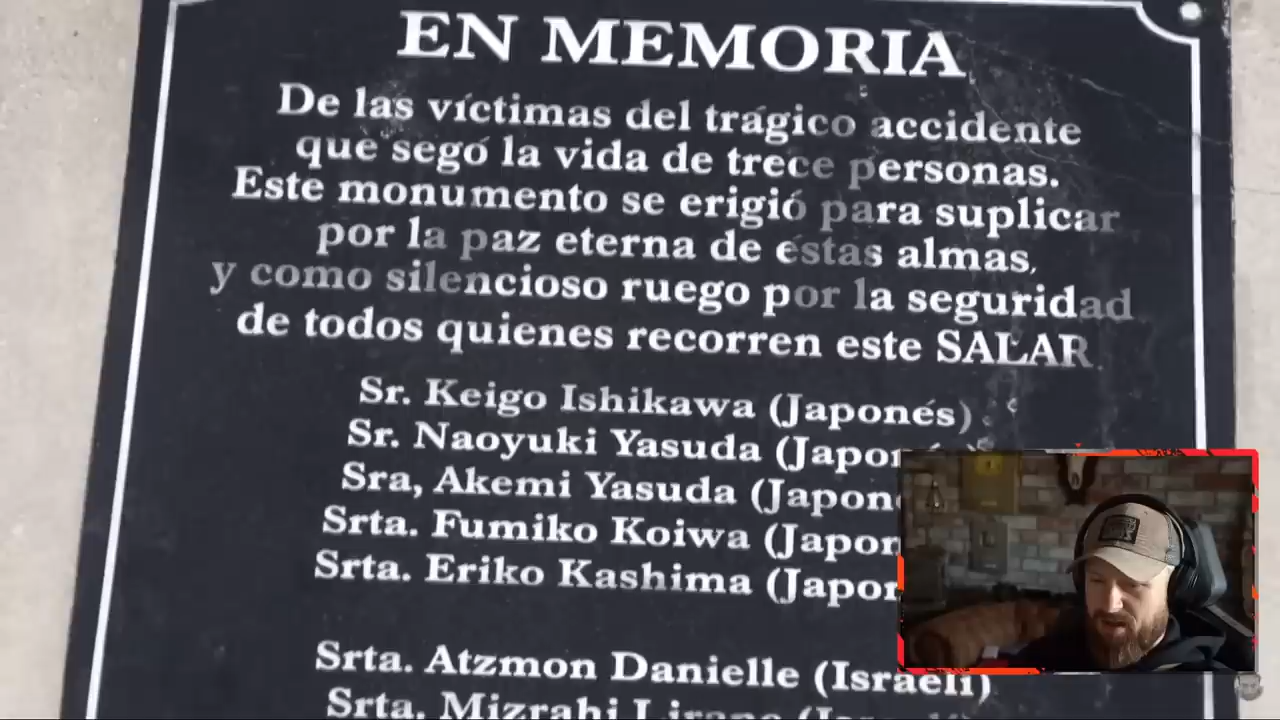 EN MEMORIA
De las víctimas del trágico accidente
que segó la vida de trece personas.
Este monumento se erigió para suplicar
por la paz eterna de éstas almas,
y como silencioso ruego por la seguridad
de todos quienes recorren este SALAR
Sr. Keigo Ishikawa (Japonés)
Sr. Naoyuki Yasuda
Sra, Akemi Yasuda
Srta. Fumiko Koiwa
Srta. Eriko Kashima
Srta. Atzmon Danielle (Israelí)
Srta. Mizrahi